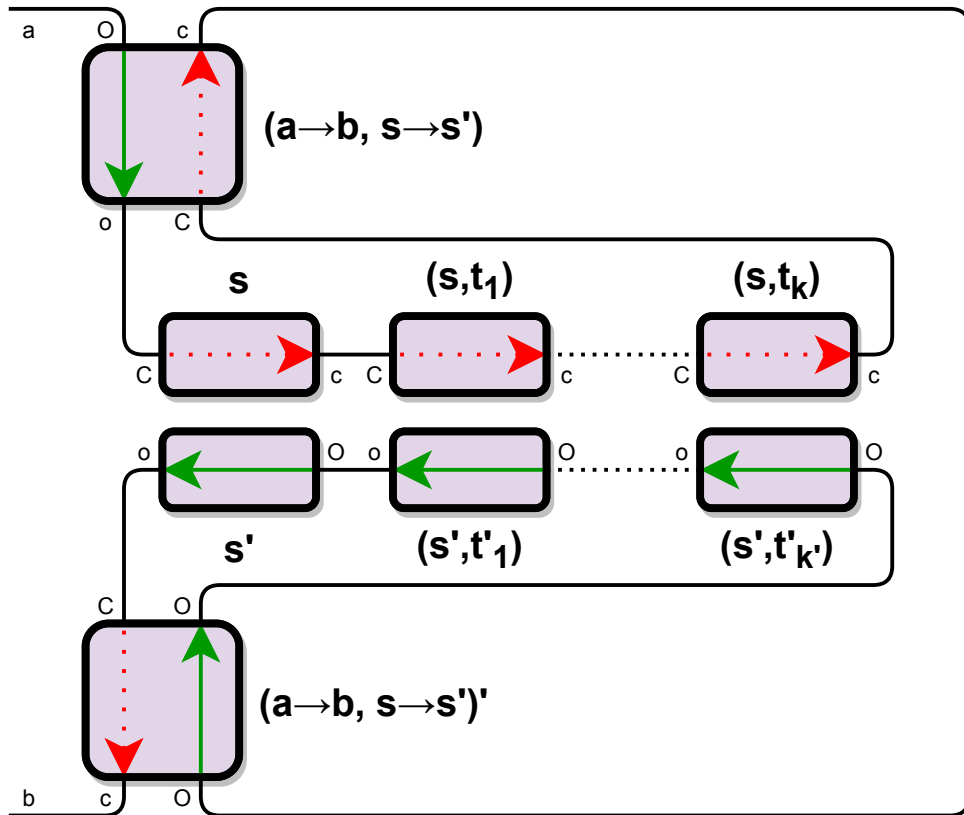 a O c
(a→b, s→s')
o C
s (s,t₁) (s,tₖ)
C c C c C c
o O o O o O
s' (s',t'₁) (s',t'ₖ')
C O
(a→b, s→s')'
b c O